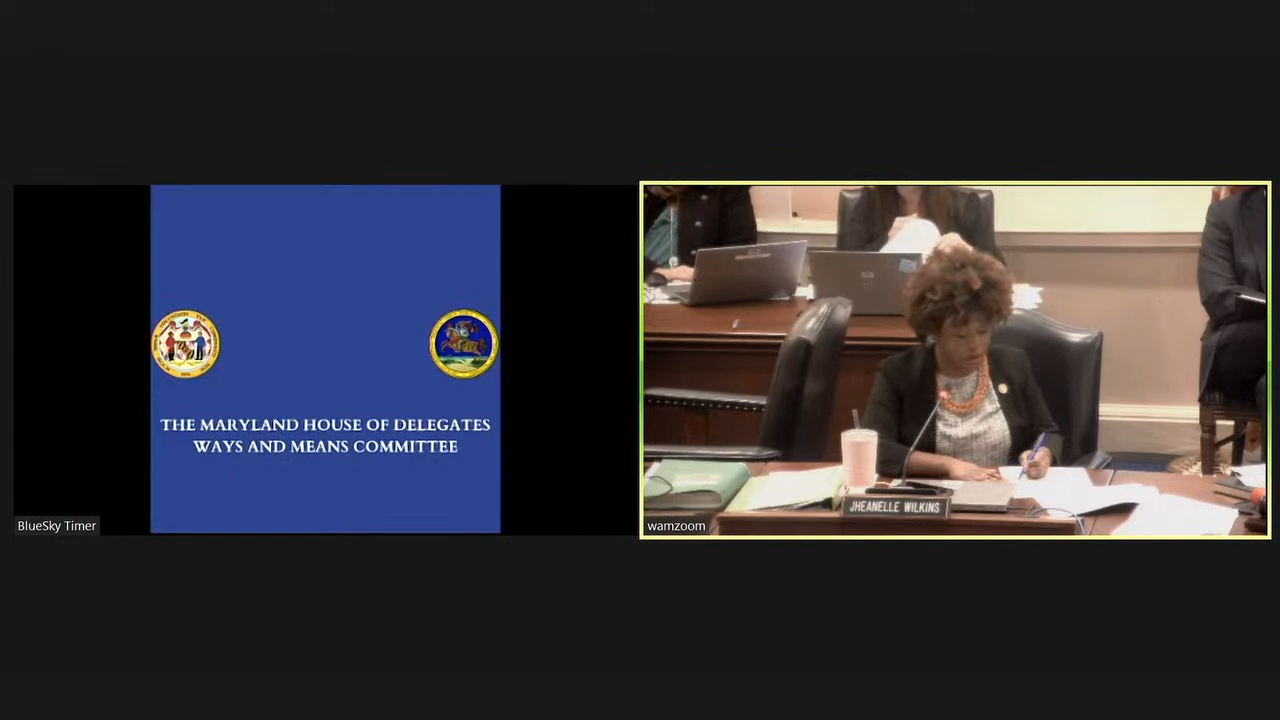 THE MARYLAND HOUSE OF DELEGATES
WAYS AND MEANS COMMITTEE
BlueSky Timer
JHEANELLE WILKINS
wamzoom